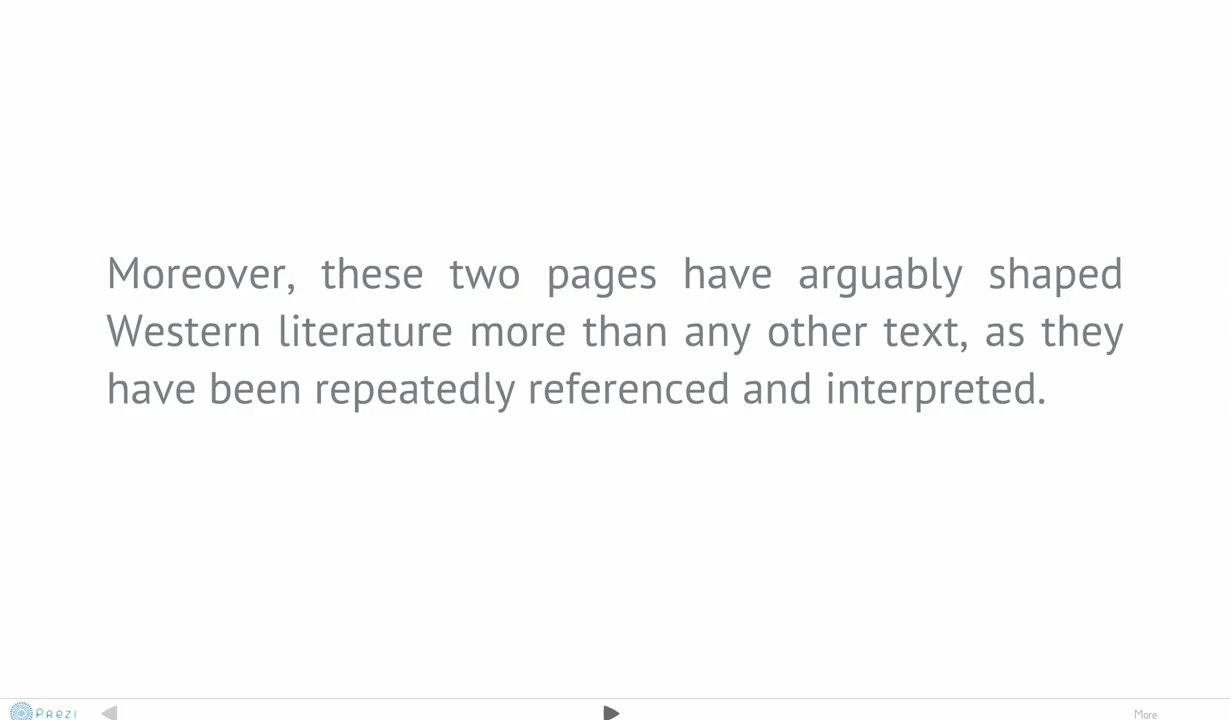 Moreover, these two pages have arguably shaped
Western literature more than any other text, as they
have been repeatedly referenced and interpreted.
Prezi
More